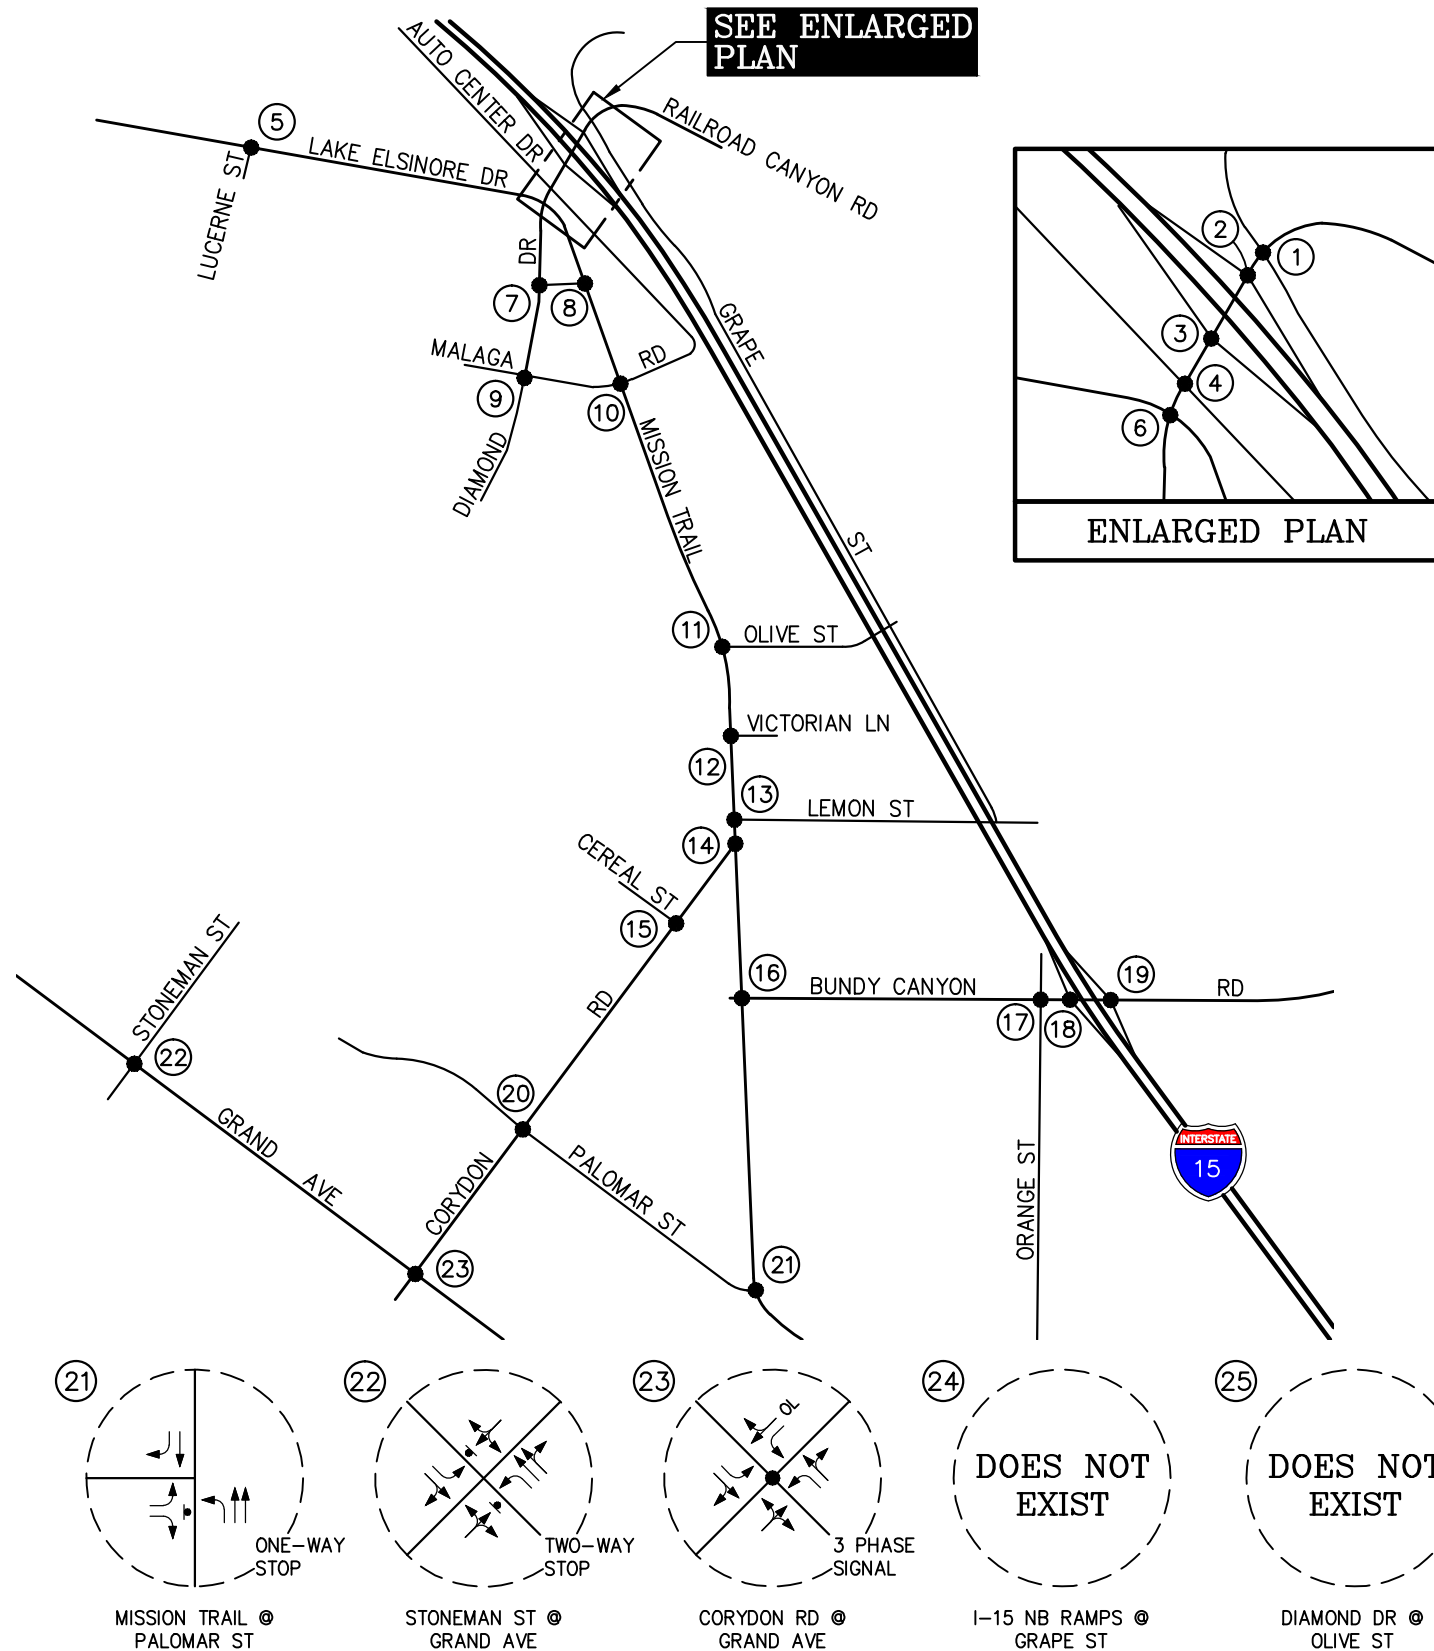 SEE ENLARGED
PLAN
AUTO CENTER DR
RAILROAD CANYON RD
5
LAKE ELSINORE DR
LUCERNE ST
DR
7
8
GRAPE
ST
MALAGA
RD
9
10
DIAMOND
MISSION TRAIL
2
1
3
4
6
ENLARGED PLAN
11
OLIVE ST
VICTORIAN LN
12
13
LEMON ST
14
CEREAL ST
15
STONEMAN ST
16
BUNDY CANYON
RD
19
17
18
RD
22
20
GRAND
AVE
CORYDON
PALOMAR ST
ORANGE ST
INTERSTATE
15
23
21
21
ONE-WAY
STOP
MISSION TRAIL @
PALOMAR ST
22
TWO-WAY
STOP
STONEMAN ST @
GRAND AVE
23
OL
3 PHASE
SIGNAL
CORYDON RD @
GRAND AVE
24
DOES NOT
EXIST
I-15 NB RAMPS @
GRAPE ST
25
DOES NOT
EXIST
DIAMOND DR @
OLIVE ST